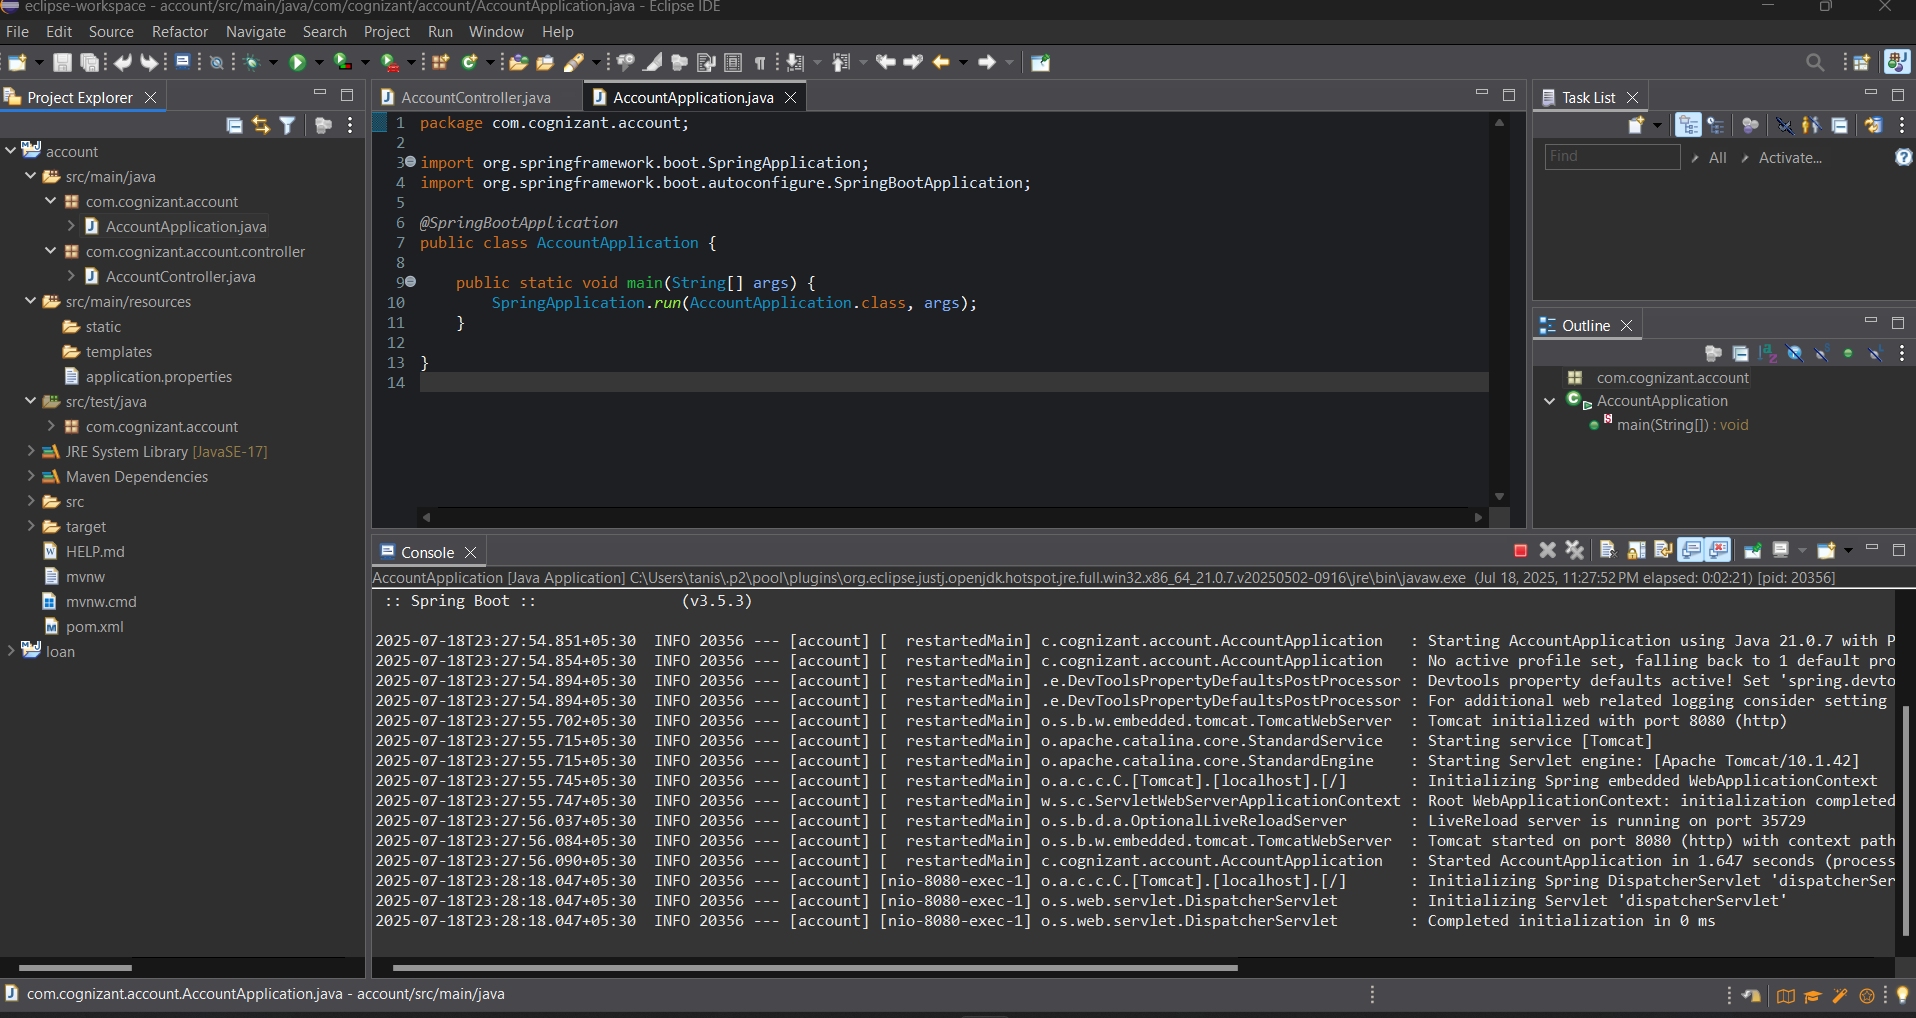 eclipse-workspace - account/src/main/java/com/cognizant/account/AccountApplication.java - Eclipse IDE
File Edit Source Refactor Navigate Search Project Run Window Help
Project Explorer
account
src/main/java
com.cognizant.account
AccountApplication.java
com.cognizant.account.controller
AccountController.java
src/main/resources
static
templates
application.properties
src/test/java
com.cognizant.account
JRE System Library [JavaSE-17]
Maven Dependencies
src
target
HELP.md
mvnw
mvnw.cmd
pom.xml
loan
AccountController.java
AccountApplication.java
1 package com.cognizant.account;
2
3 import org.springframework.boot.SpringApplication;
4 import org.springframework.boot.autoconfigure.SpringBootApplication;
5
6 @SpringBootApplication
7 public class AccountApplication {
8
9 public static void main(String[] args) {
10 SpringApplication.run(AccountApplication.class, args);
11 }
12
13 }
14
Task List
Find All Activate...
Outline
com.cognizant.account
AccountApplication
main(String[]) : void
Console
AccountApplication [Java Application] C:\Users\tanis\.p2\pool\plugins\org.eclipse.justj.openjdk.hotspot.jre.full.win32.x86_64_21.0.7.v20250502-0916\jre\bin\javaw.exe (Jul 18, 2025, 11:27:52 PM elapsed: 0:02:21) [pid: 20356]
:: Spring Boot :: (v3.5.3)
2025-07-18T23:27:54.851+05:30 INFO 20356 --- [account] [ restartedMain] c.cognizant.account.AccountApplication : Starting AccountApplication using Java 21.0.7 with P
2025-07-18T23:27:54.854+05:30 INFO 20356 --- [account] [ restartedMain] c.cognizant.account.AccountApplication : No active profile set, falling back to 1 default pro
2025-07-18T23:27:54.894+05:30 INFO 20356 --- [account] [ restartedMain] .e.DevToolsPropertyDefaultsPostProcessor : Devtools property defaults active! Set 'spring.devto
2025-07-18T23:27:54.894+05:30 INFO 20356 --- [account] [ restartedMain] .e.DevToolsPropertyDefaultsPostProcessor : For additional web related logging consider setting
2025-07-18T23:27:55.702+05:30 INFO 20356 --- [account] [ restartedMain] o.s.b.w.embedded.tomcat.TomcatWebServer : Tomcat initialized with port 8080 (http)
2025-07-18T23:27:55.715+05:30 INFO 20356 --- [account] [ restartedMain] o.apache.catalina.core.StandardService : Starting service [Tomcat]
2025-07-18T23:27:55.715+05:30 INFO 20356 --- [account] [ restartedMain] o.apache.catalina.core.StandardEngine : Starting Servlet engine: [Apache Tomcat/10.1.42]
2025-07-18T23:27:55.745+05:30 INFO 20356 --- [account] [ restartedMain] o.a.c.c.C.[Tomcat].[localhost].[/] : Initializing Spring embedded WebApplicationContext
2025-07-18T23:27:55.747+05:30 INFO 20356 --- [account] [ restartedMain] w.s.c.ServletWebServerApplicationContext : Root WebApplicationContext: initialization completed
2025-07-18T23:27:56.037+05:30 INFO 20356 --- [account] [ restartedMain] o.s.b.d.a.OptionalLiveReloadServer : LiveReload server is running on port 35729
2025-07-18T23:27:56.084+05:30 INFO 20356 --- [account] [ restartedMain] o.s.b.w.embedded.tomcat.TomcatWebServer : Tomcat started on port 8080 (http) with context path
2025-07-18T23:27:56.090+05:30 INFO 20356 --- [account] [ restartedMain] c.cognizant.account.AccountApplication : Started AccountApplication in 1.647 seconds (process
2025-07-18T23:28:18.047+05:30 INFO 20356 --- [account] [nio-8080-exec-1] o.a.c.c.C.[Tomcat].[localhost].[/] : Initializing Spring DispatcherServlet 'dispatcherSer
2025-07-18T23:28:18.047+05:30 INFO 20356 --- [account] [nio-8080-exec-1] o.s.web.servlet.DispatcherServlet : Initializing Servlet 'dispatcherServlet'
2025-07-18T23:28:18.047+05:30 INFO 20356 --- [account] [nio-8080-exec-1] o.s.web.servlet.DispatcherServlet : Completed initialization in 0 ms
com.cognizant.account.AccountApplication.java - account/src/main/java